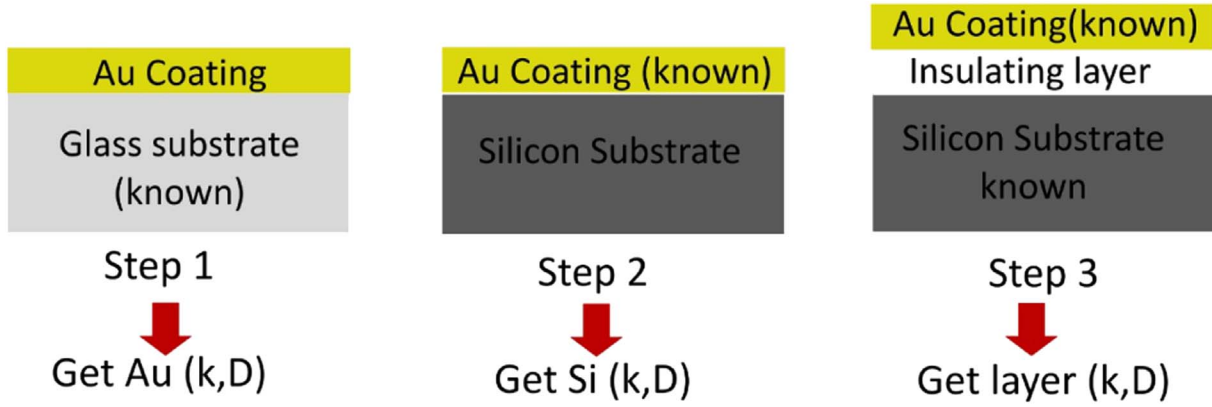 Au Coating
Glass substrate
(known)
Step 1
Get Au (k,D)
Au Coating (known)
Silicon Substrate
Step 2
Get Si (k,D)
Au Coating(known)
Insulating layer
Silicon Substrate
known
Step 3
Get layer (k,D)